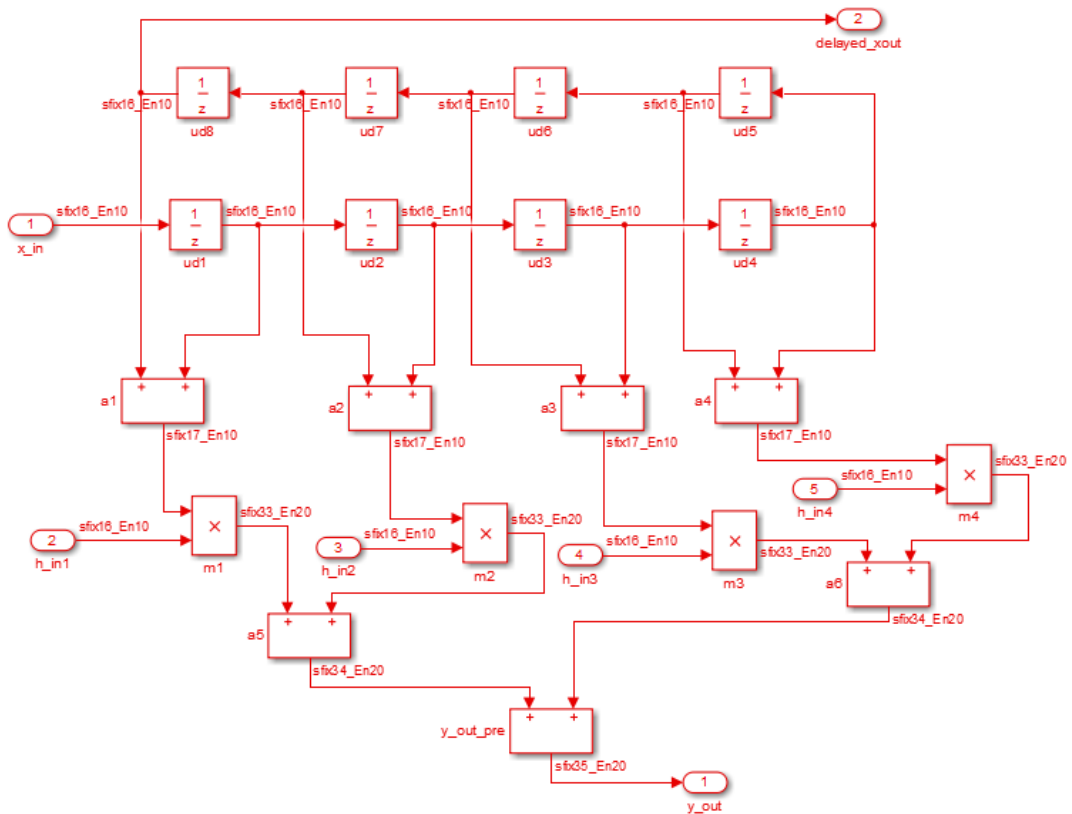 2
delayed_xout
1
z
1
z
1
z
1
z
sfix16_En10
sfix16_En10
sfix16_En10
sfix16_En10
ud8
ud7
ud6
ud5
sfix16_En10
sfix16_En10
sfix16_En10
sfix16_En10
sfix16_En10
1
x_in
1
z
1
z
1
z
1
z
ud1
ud2
ud3
ud4
+ +
a1
+ +
a2
+ +
a3
+ +
a4
sfix17_En10
sfix17_En10
sfix17_En10
sfix17_En10
sfix33_En20
×
m4
sfix16_En10
5
h_in4
sfix16_En10
2
h_in1
×
m1
sfix33_En20
sfix16_En10
3
h_in2
×
m2
sfix33_En20
sfix16_En10
4
h_in3
×
m3
sfix33_En20
+ +
a6
sfix34_En20
+ +
a5
sfix34_En20
+ +
y_out_pre
sfix35_En20
1
y_out